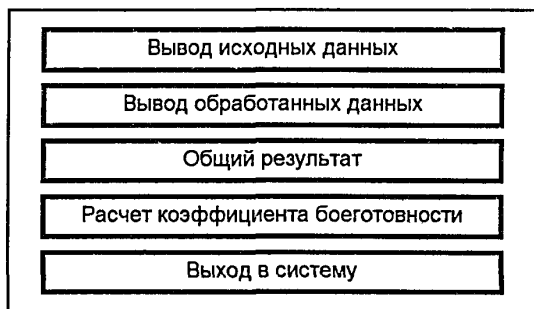 Вывод исходных данных
Вывод обработанных данных
Общий результат
Расчет коэффициента боеготовности
Выход в систему